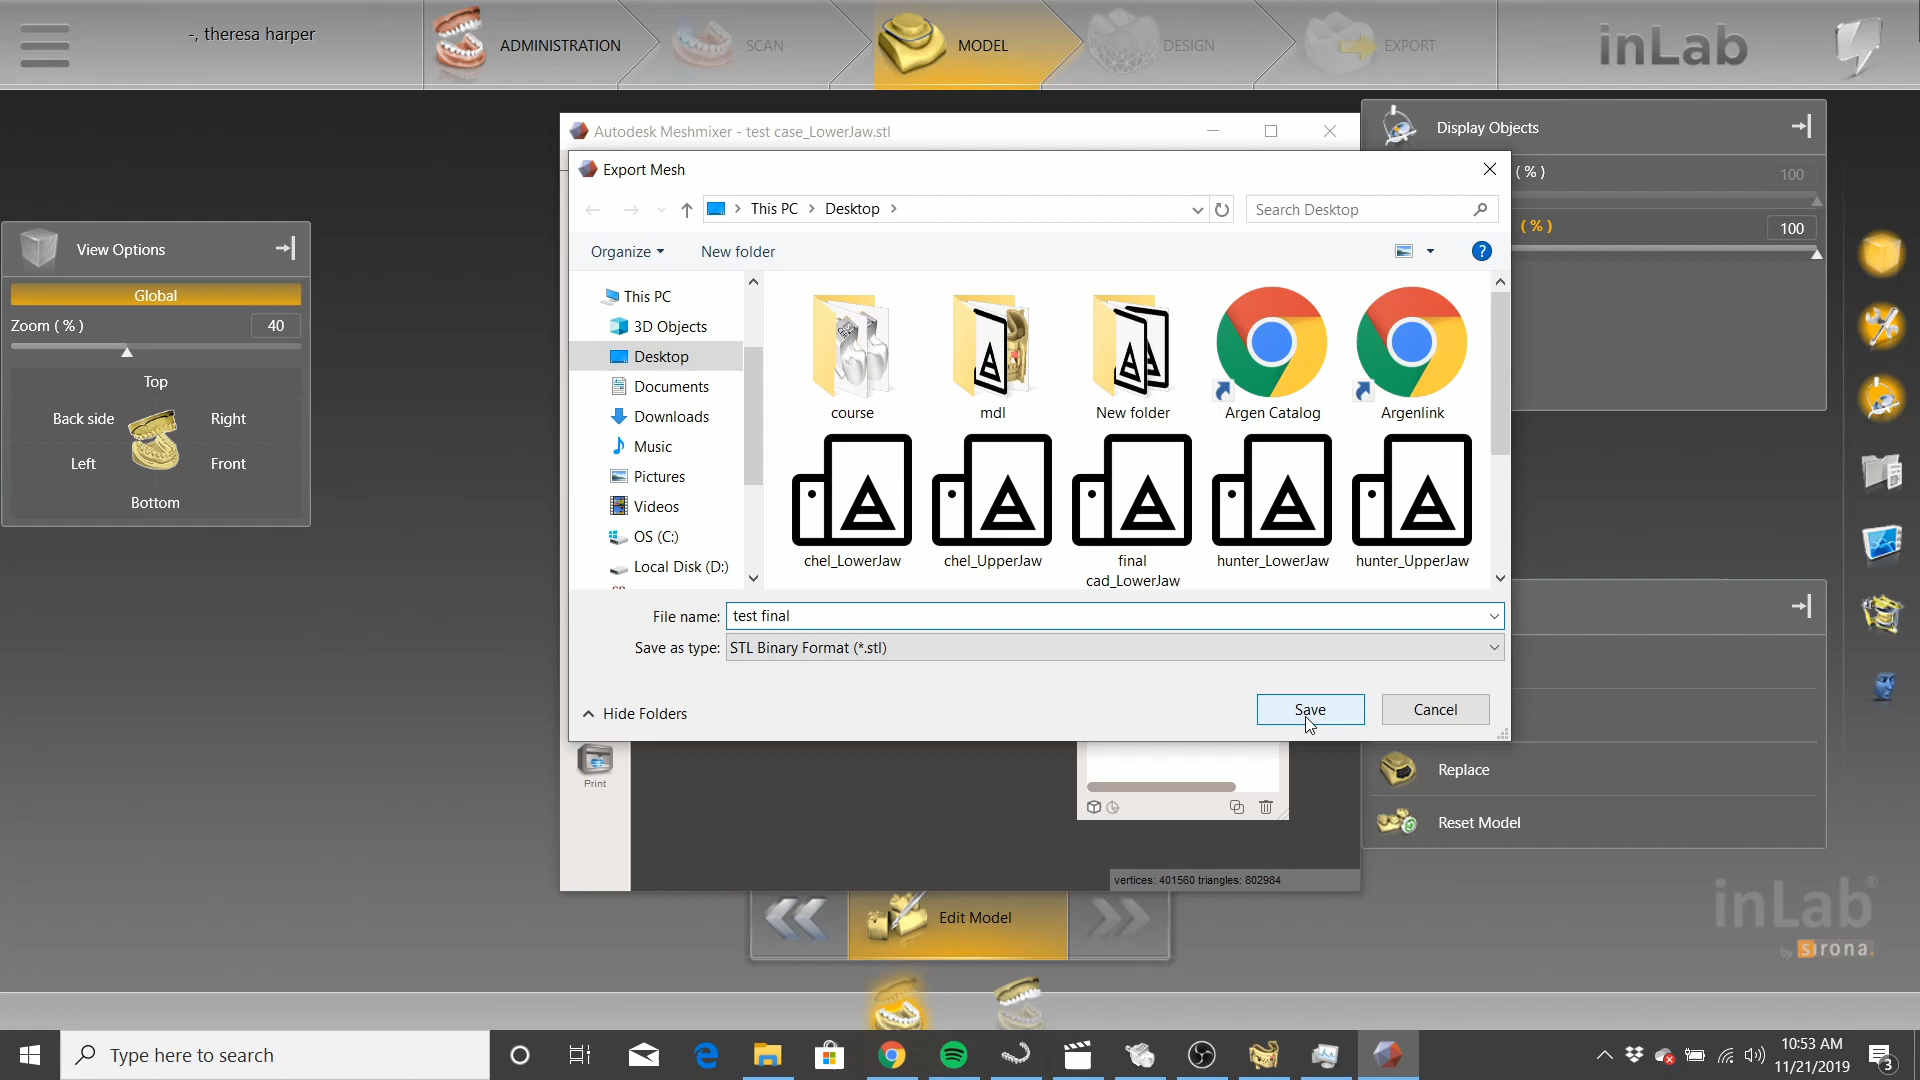 -, theresa harper
ADMINISTRATION
SCAN
MODEL
DESIGN
EXPORT
inLab
Autodesk Meshmixer - test case_LowerJaw.stl
Display Objects
Export Mesh
( % )
100
This PC
Desktop
Search Desktop
( % )
100
View Options
Organize
New folder
Global
Zoom ( % )
40
This PC
3D Objects
Desktop
Documents
Downloads
Music
Pictures
Videos
OS (C:)
Local Disk (D:)
course
mdl
New folder
Argen Catalog
Argenlink
chel_LowerJaw
chel_UpperJaw
final
cad_LowerJaw
hunter_LowerJaw
hunter_UpperJaw
Top
Back side
Right
Left
Front
Bottom
File name:
test final
Save as type:
STL Binary Format (*.stl)
Hide Folders
Save
Cancel
Print
Replace
Reset Model
vertices: 401560 triangles: 802984
Edit Model
inLab®
by sirona.
Type here to search
10:53 AM
11/21/2019
3